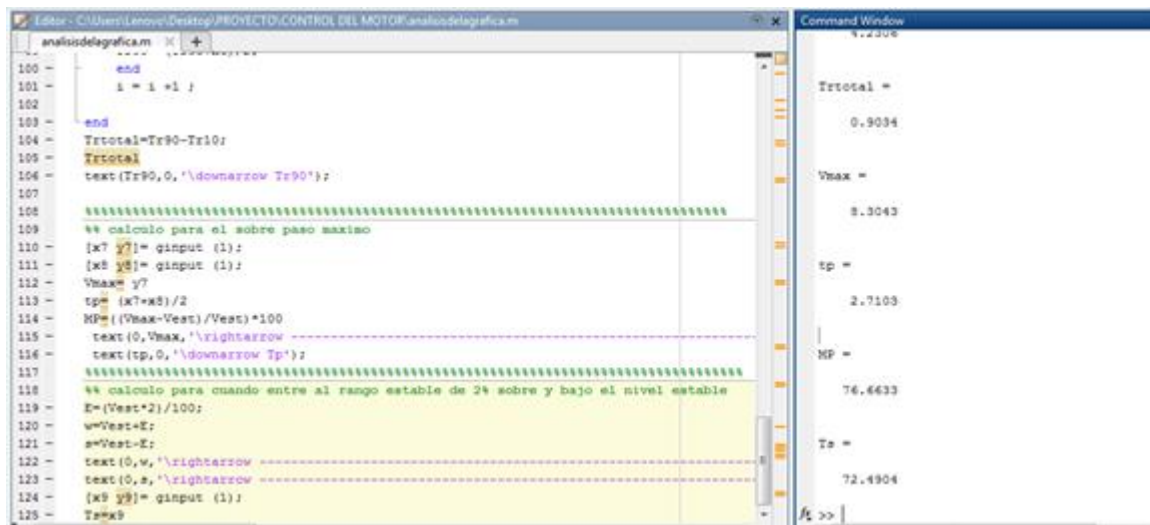 Editor - C:\Users\Lenovo\Desktop\PROYECTO\CONTROL DEL MOTOR\analisisdelagrafica.m
analisisdelagrafica.m
100 - end
101 - i = i +1 ;
102
103 - end
104 - Trtotal=Tr90-Tr10;
105 - Trtotal
106 - text(Tr90,0,'\downarrow Tr90');
107
108 %%%%%%%%%%%%%%%%%%%%%%%%%%%%%%%%%%%%%%%%%%%%%%%%%%%%%%%%%%%%%%%%%%%%%%%%%%%%%%%%%%
109 %% calculo para el sobre paso maximo
110 - [x7 y7]= ginput (1);
111 - [x8 y8]= ginput (1);
112 - Vmax= y7
113 - tp= (x7+x8)/2
114 - MP=((Vmax-Vest)/Vest)*100
115 - text(0,Vmax,'\rightarrow ------------------------------------------------------------
116 - text(tp,0,'\downarrow Tp');
117 %%%%%%%%%%%%%%%%%%%%%%%%%%%%%%%%%%%%%%%%%%%%%%%%%%%%%%%%%%%%%%%%%%%%%%%%%%%%%%%%%%%%
118 %% calculo para cuando entre al rango estable de 2% sobre y bajo el nivel estable
119 - E=(Vest*2)/100;
120 - w=Vest+E;
121 - s=Vest-E;
122 - text(0,w,'\rightarrow ----------------------------------------------------------------
123 - text(0,s,'\rightarrow ----------------------------------------------------------------
124 - [x9 y9]= ginput (1);
125 - Ts=x9
Command Window
Trtotal =
0.9034
Vmax =
8.3043
tp =
2.7103
MP =
76.6633
Ts =
72.4904
fx >>